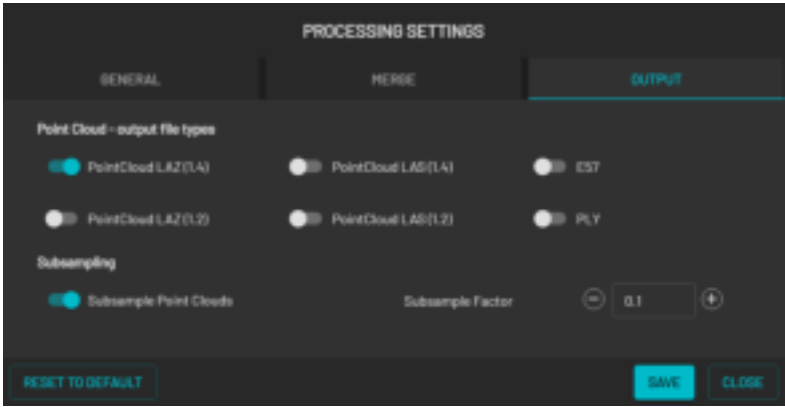 PROCESSING SETTINGS
GENERAL MERGE OUTPUT
Point Cloud - output file types
PointCloud LAZ (1.4) PointCloud LAS (1.4) E57
PointCloud LAZ (1.2) PointCloud LAS (1.2) PLY
Subsampling
Subsample Point Clouds Subsample Factor 0.1
RESET TO DEFAULT SAVE CLOSE